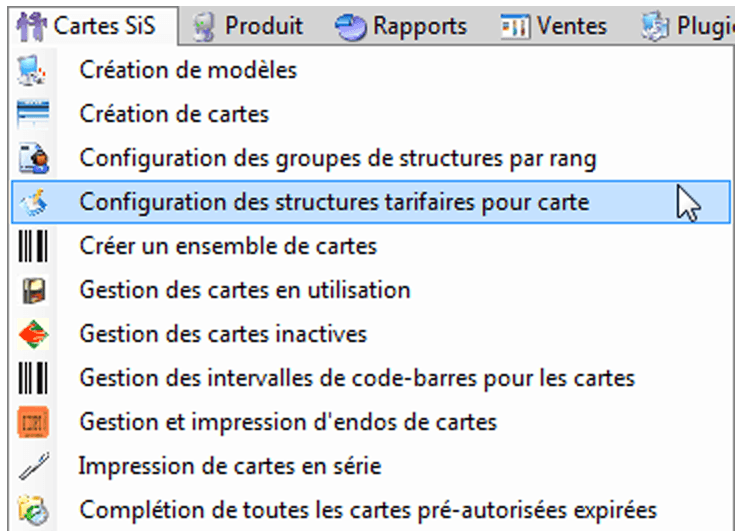 Cartes SiS Produit Rapports Ventes Plugi
Création de modèles
Création de cartes
Configuration des groupes de structures par rang
Configuration des structures tarifaires pour carte
Créer un ensemble de cartes
Gestion des cartes en utilisation
Gestion des cartes inactives
Gestion des intervalles de code-barres pour les cartes
Gestion et impression d'endos de cartes
Impression de cartes en série
Complétion de toutes les cartes pré-autorisées expirées